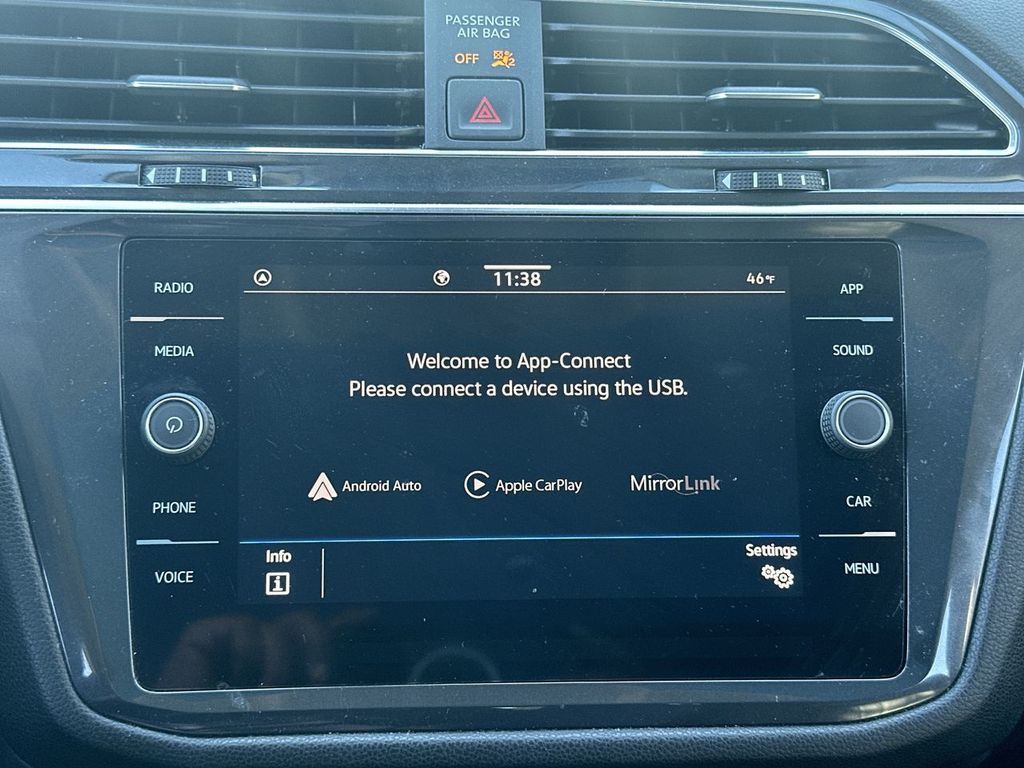 PASSENGER
AIR BAG
OFF
2
11:38
46°F
RADIO
MEDIA
PHONE
VOICE
Welcome to App-Connect
Please connect a device using the USB.
Android Auto
Apple CarPlay
MirrorLink
Info
i
Settings
APP
SOUND
CAR
MENU